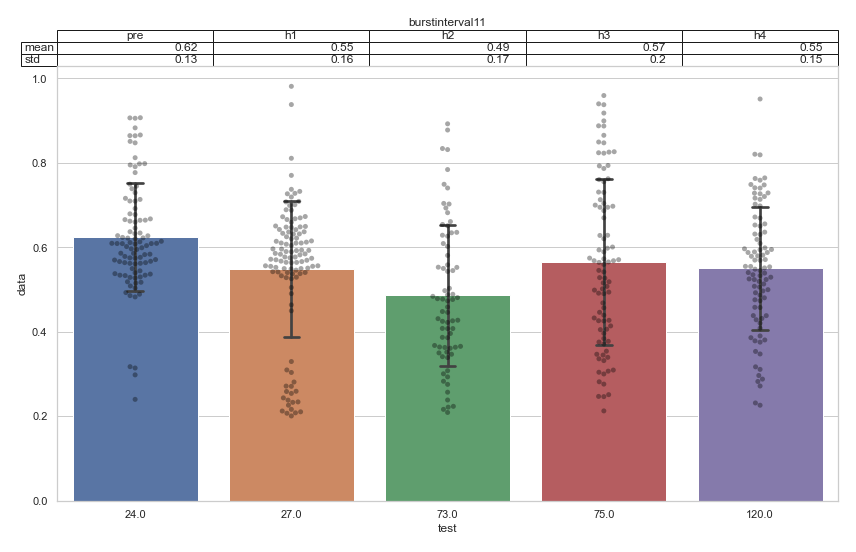 burstinterval11
pre h1 h2 h3 h4
mean 0.62 0.55 0.49 0.57 0.55
std 0.13 0.16 0.17 0.2 0.15
1.0
0.8
0.6
0.4
0.2
0.0
data
24.0 27.0 73.0 75.0 120.0
test